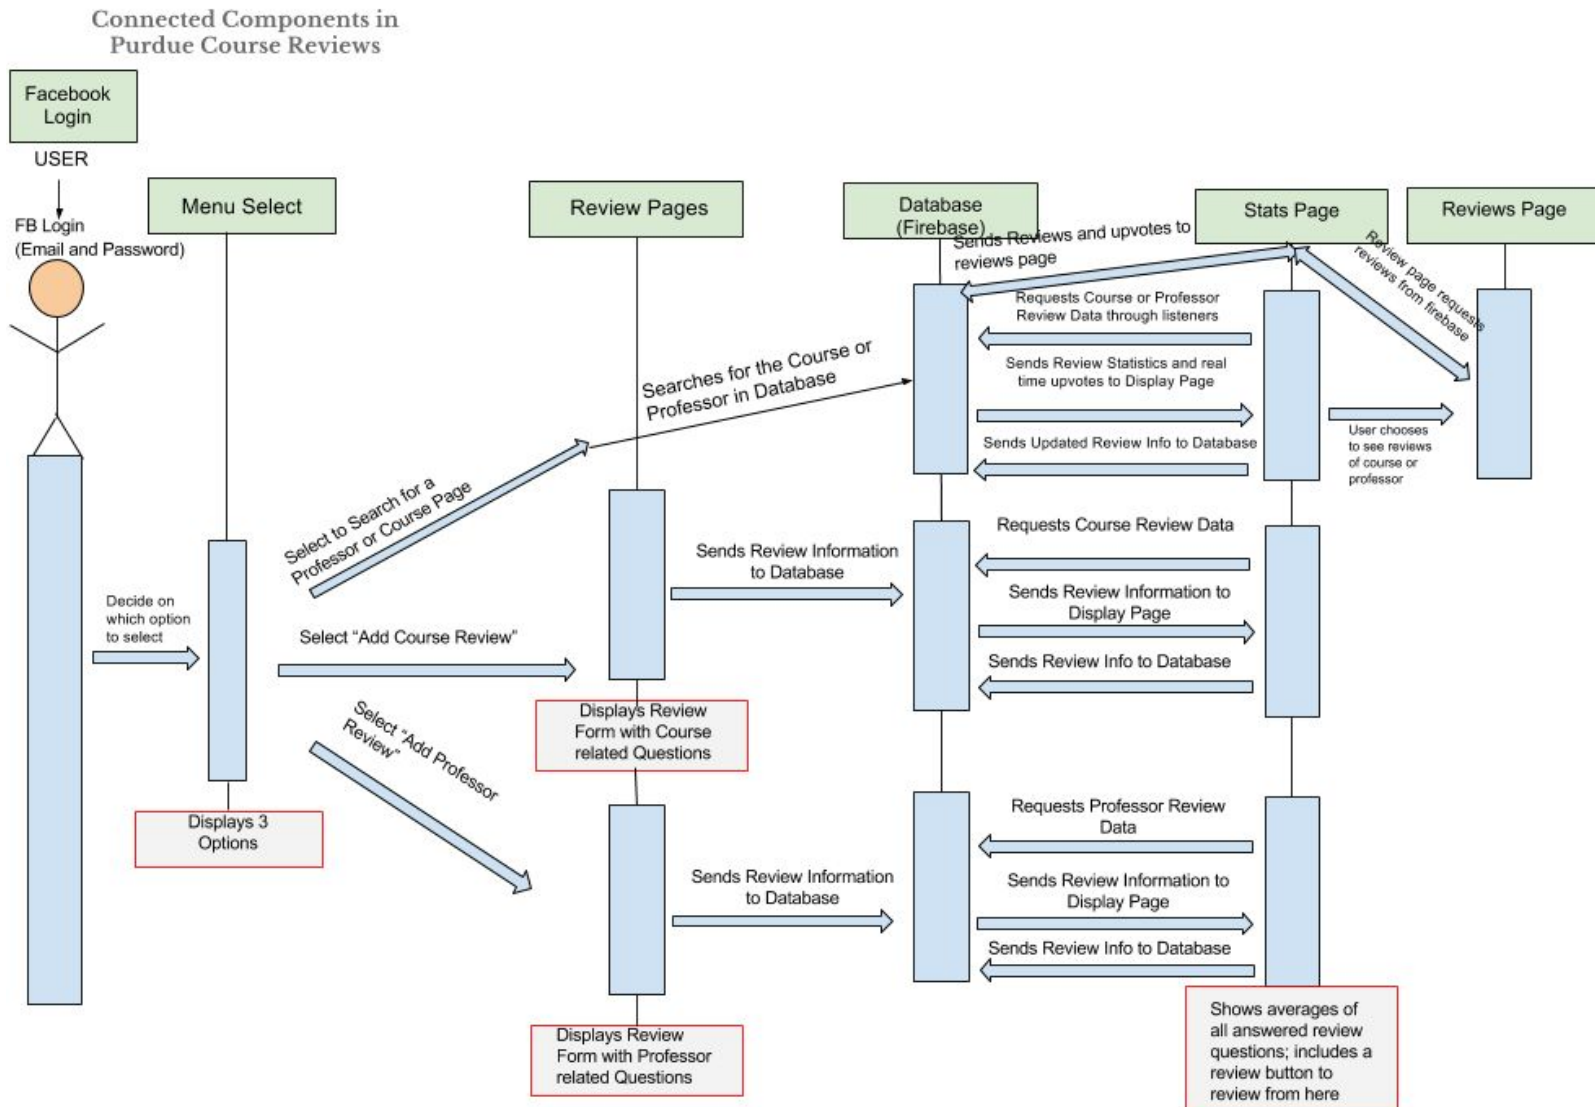 Connected Components in
Purdue Course Reviews
Facebook
Login
USER
FB Login
(Email and Password)
Menu Select
Review Pages
Database
(Firebase)
Stats Page
Reviews Page
Sends Reviews and upvotes to
reviews page
Review page requests
reviews from firebase
Requests Course or Professor
Review Data through listeners
Searches for the Course or
Professor in Database
Sends Review Statistics and real
time upvotes to Display Page
Sends Updated Review Info to Database
User chooses
to see reviews
of course or
professor
Select to Search for a
Professor or Course Page
Requests Course Review Data
Sends Review Information
to Database
Sends Review Information to
Display Page
Decide on
which option
to select
Select “Add Course Review”
Sends Review Info to Database
Displays Review
Form with Course
related Questions
Select “Add Professor
Review”
Displays 3
Options
Requests Professor Review
Data
Sends Review Information
to Database
Sends Review Information to
Display Page
Sends Review Info to Database
Displays Review
Form with Professor
related Questions
Shows averages of
all answered review
questions; includes a
review button to
review from here